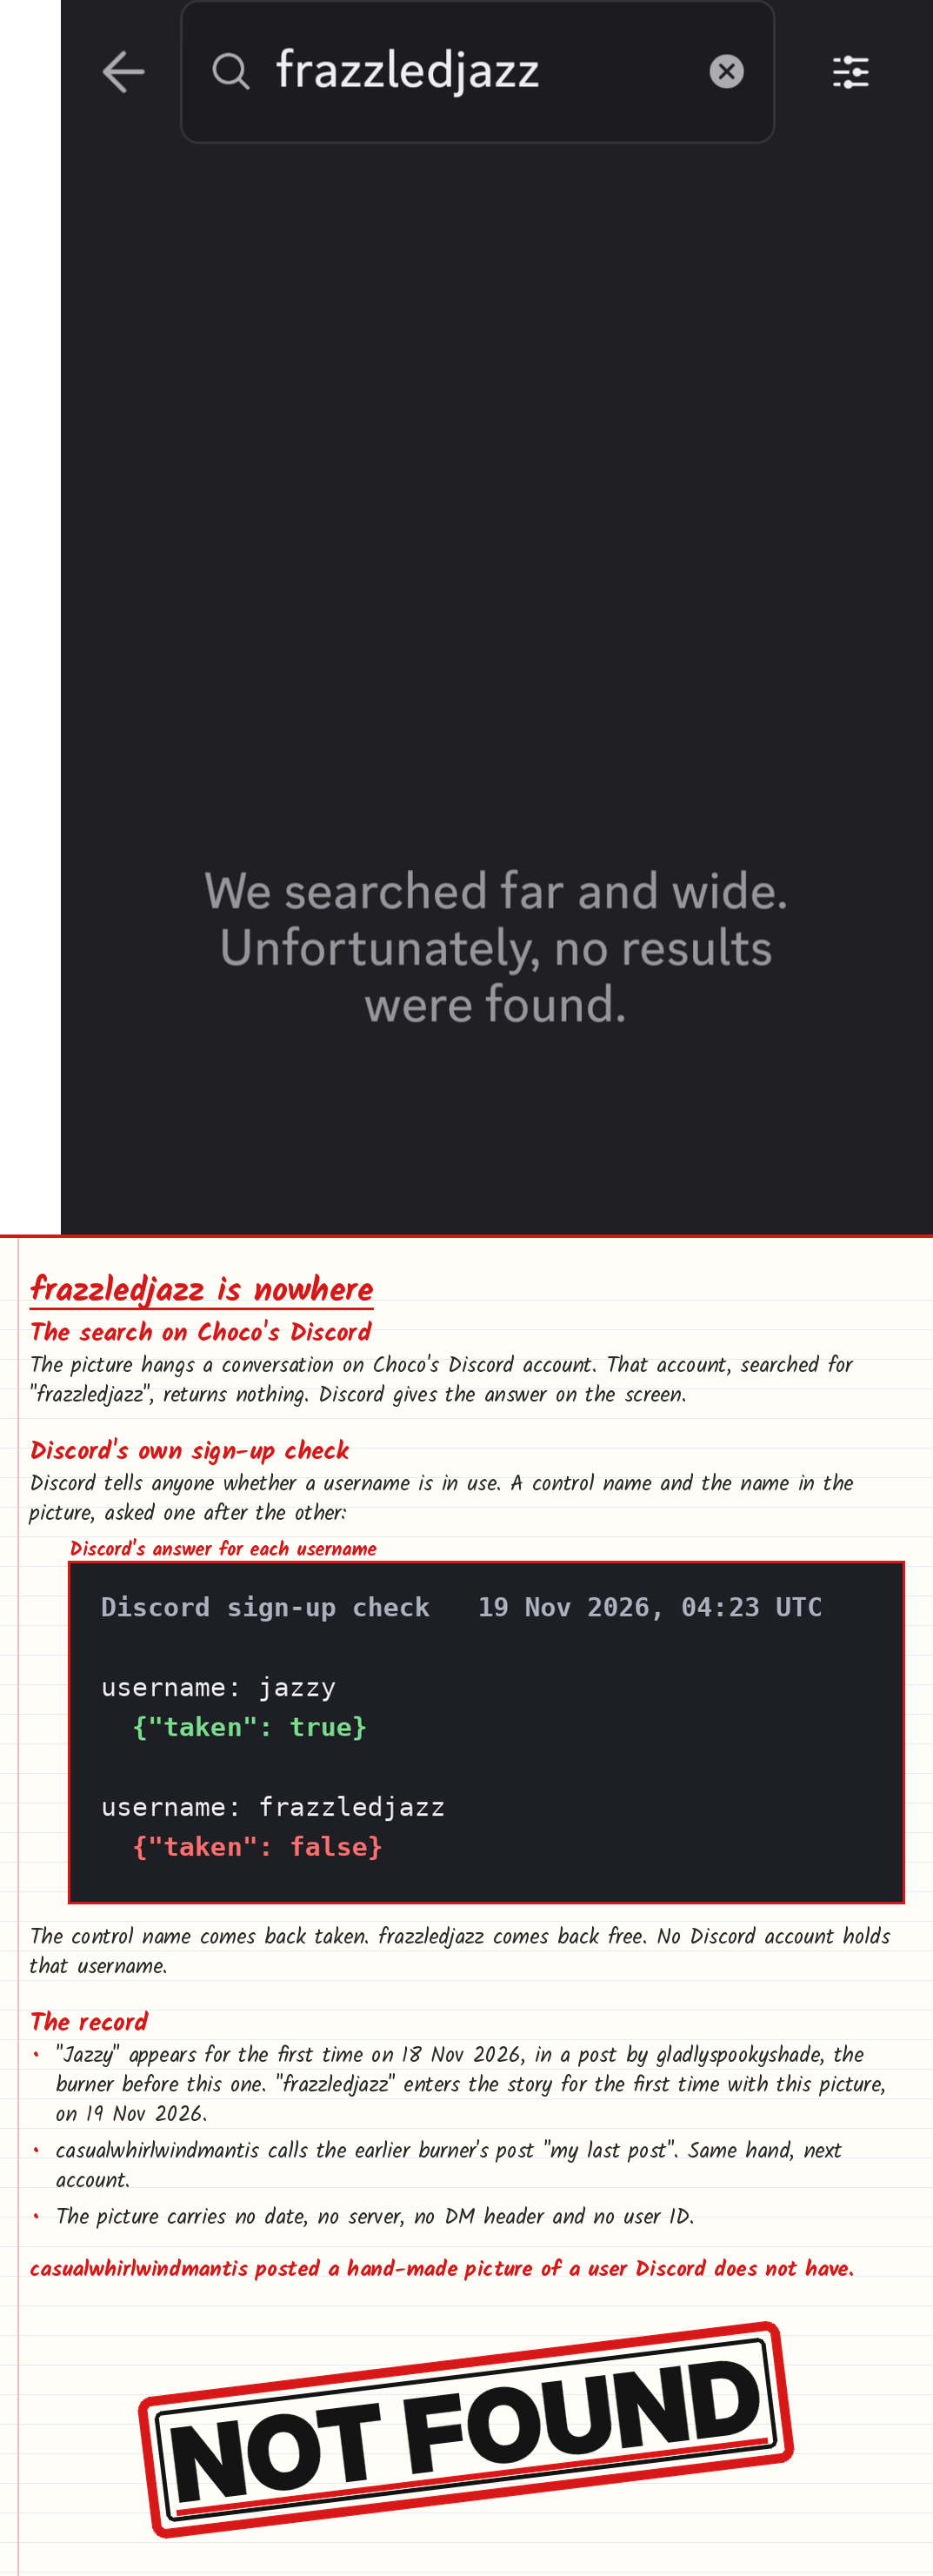 frazzledjazz
We searched far and wide.
Unfortunately, no results
were found.
frazzledjazz is nowhere
The search on Choco's Discord
The picture hangs a conversation on Choco's Discord account. That account, searched for
"frazzledjazz", returns nothing. Discord gives the answer on the screen.
Discord's own sign-up check
Discord tells anyone whether a username is in use. A control name and the name in the
picture, asked one after the other:
Discord's answer for each username
Discord sign-up check 19 Nov 2026, 04:23 UTC
username: jazzy
{"taken": true}
username: frazzledjazz
{"taken": false}
The control name comes back taken. frazzledjazz comes back free. No Discord account holds
that username.
The record
• "Jazzy" appears for the first time on 18 Nov 2026, in a post by gladlyspookyshade, the
burner before this one. "frazzledjazz" enters the story for the first time with this picture,
on 19 Nov 2026.
• casualwhirlwindmantis calls the earlier burner's post "my last post". Same hand, next
account.
• The picture carries no date, no server, no DM header and no user ID.
casualwhirlwindmantis posted a hand-made picture of a user Discord does not have.
NOT FOUND